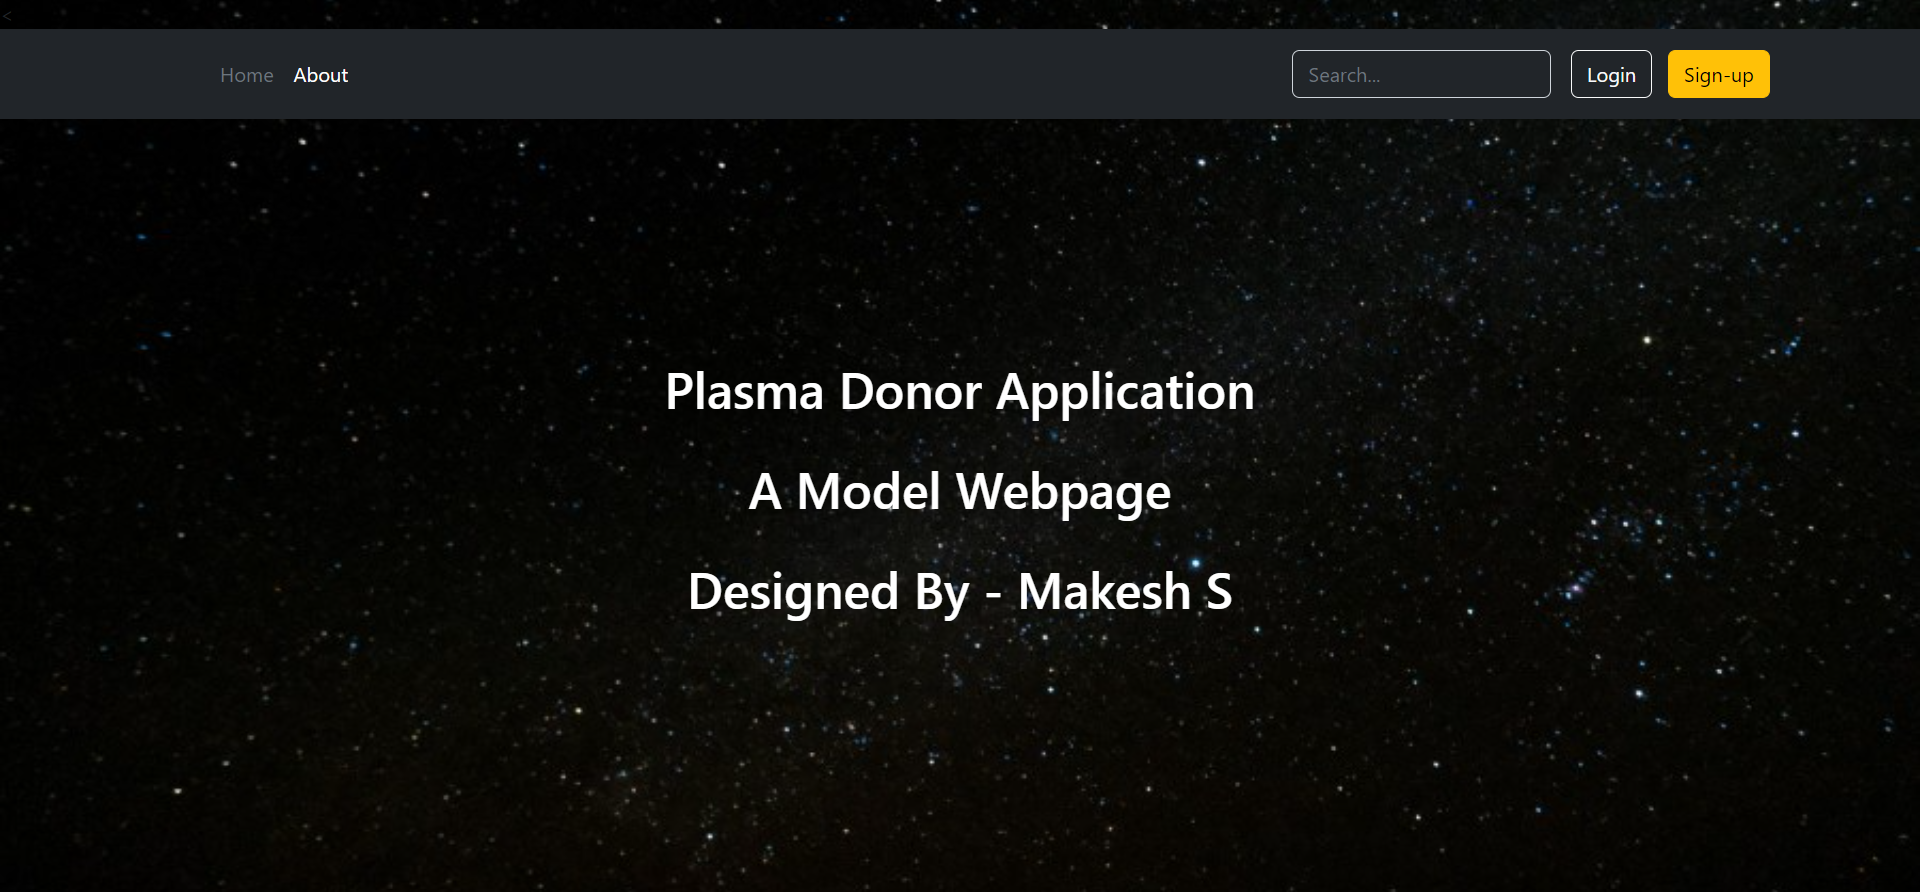 <
Home About Search... Login Sign-up
Plasma Donor Application
A Model Webpage
Designed By - Makesh S